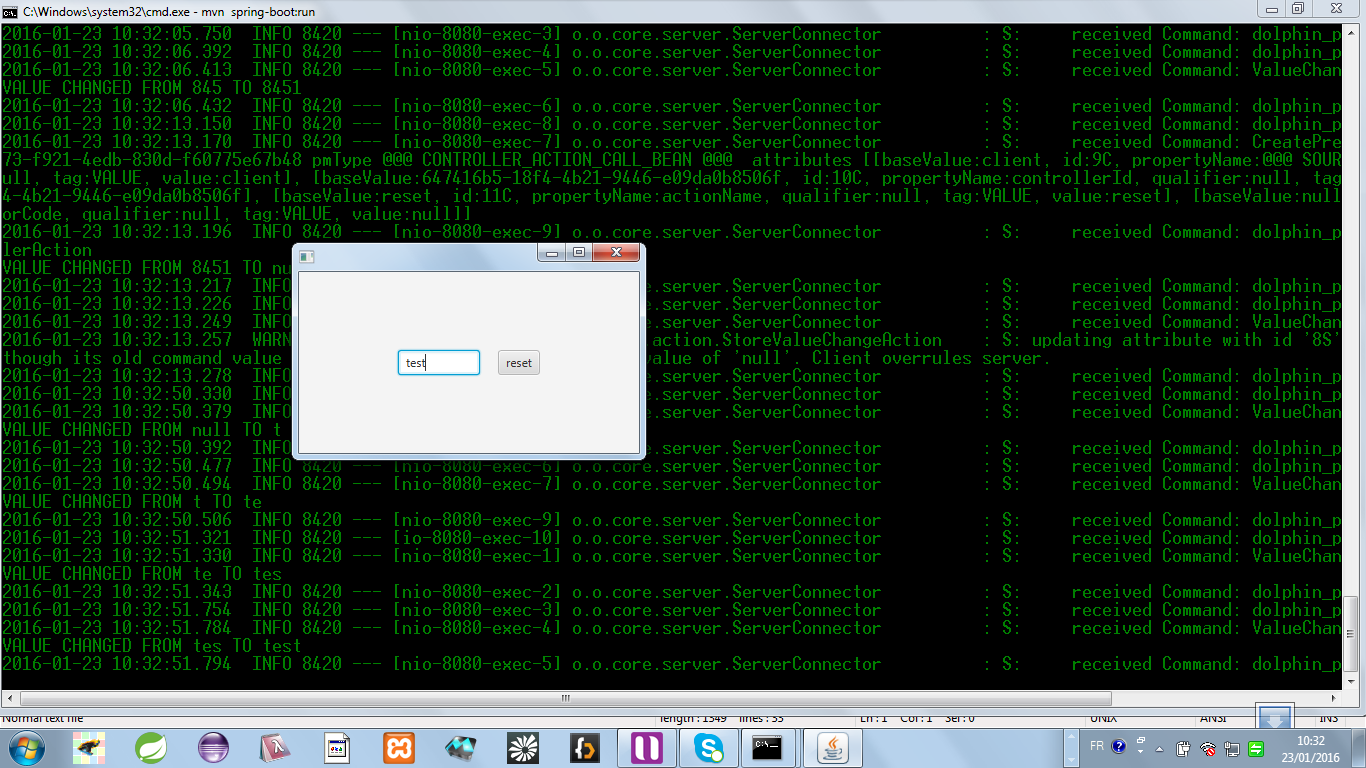 C:\Windows\system32\cmd.exe - mvn  spring-boot:run
2016-01-23 10:32:05.750  INFO 8420 --- [nio-8080-exec-3] o.o.core.server.ServerConnector          : S:     received Command: dolphin_p
2016-01-23 10:32:06.392  INFO 8420 --- [nio-8080-exec-4] o.o.core.server.ServerConnector          : S:     received Command: dolphin_p
2016-01-23 10:32:06.413  INFO 8420 --- [nio-8080-exec-5] o.o.core.server.ServerConnector          : S:     received Command: ValueChan
VALUE CHANGED FROM 845 TO 8451
2016-01-23 10:32:06.432  INFO 8420 --- [nio-8080-exec-6] o.o.core.server.ServerConnector          : S:     received Command: dolphin_p
2016-01-23 10:32:13.150  INFO 8420 --- [nio-8080-exec-8] o.o.core.server.ServerConnector          : S:     received Command: dolphin_p
2016-01-23 10:32:13.170  INFO 8420 --- [nio-8080-exec-7] o.o.core.server.ServerConnector          : S:     received Command: CreatePre
73-f921-4edb-830d-f60775e67b48 pmType @@@ CONTROLLER_ACTION_CALL_BEAN @@@  attributes [[baseValue:client, id:9C, propertyName:@@@ SOUR
ull, tag:VALUE, value:client], [baseValue:647416b5-18f4-4b21-9446-e09da0b8506f, id:10C, propertyName:controllerId, qualifier:null, tag
4-4b21-9446-e09da0b8506f], [baseValue:reset, id:11C, propertyName:actionName, qualifier:null, tag:VALUE, value:reset], [baseValue:null
orCode, qualifier:null, tag:VALUE, value:null]]
2016-01-23 10:32:13.196  INFO 8420 --- [nio-8080-exec-9] o.o.core.server.ServerConnector          : S:     received Command: dolphin_p
lerAction
VALUE CHANGED FROM 8451 TO nu
2016-01-23 10:32:13.217  INFO e.server.ServerConnector          : S:     received Command: dolphin_p
2016-01-23 10:32:13.226  INFO e.server.ServerConnector          : S:     received Command: dolphin_p
2016-01-23 10:32:13.249  INFO e.server.ServerConnector          : S:     received Command: ValueChan
2016-01-23 10:32:13.257  WARN action.StoreValueChangeAction    : S: updating attribute with id '8S'
though its old command value value of 'null'. Client overrules server.
2016-01-23 10:32:13.278  INFO e.server.ServerConnector          : S:     received Command: dolphin_p
2016-01-23 10:32:50.330  INFO e.server.ServerConnector          : S:     received Command: dolphin_p
2016-01-23 10:32:50.379  INFO e.server.ServerConnector          : S:     received Command: ValueChan
VALUE CHANGED FROM null TO t
2016-01-23 10:32:50.392  INFO e.server.ServerConnector          : S:     received Command: dolphin_p
test
reset
2016-01-23 10:32:50.477  INFO 8420 --- [nio-8080-exec-6] o.o.core.server.ServerConnector          : S:     received Command: dolphin_p
2016-01-23 10:32:50.494  INFO 8420 --- [nio-8080-exec-7] o.o.core.server.ServerConnector          : S:     received Command: ValueChan
VALUE CHANGED FROM t TO te
2016-01-23 10:32:50.506  INFO 8420 --- [nio-8080-exec-9] o.o.core.server.ServerConnector          : S:     received Command: dolphin_p
2016-01-23 10:32:51.321  INFO 8420 --- [io-8080-exec-10] o.o.core.server.ServerConnector          : S:     received Command: dolphin_p
2016-01-23 10:32:51.330  INFO 8420 --- [nio-8080-exec-1] o.o.core.server.ServerConnector          : S:     received Command: ValueChan
VALUE CHANGED FROM te TO tes
2016-01-23 10:32:51.343  INFO 8420 --- [nio-8080-exec-2] o.o.core.server.ServerConnector          : S:     received Command: dolphin_p
2016-01-23 10:32:51.754  INFO 8420 --- [nio-8080-exec-3] o.o.core.server.ServerConnector          : S:     received Command: dolphin_p
2016-01-23 10:32:51.784  INFO 8420 --- [nio-8080-exec-4] o.o.core.server.ServerConnector          : S:     received Command: ValueChan
VALUE CHANGED FROM tes TO test
2016-01-23 10:32:51.794  INFO 8420 --- [nio-8080-exec-5] o.o.core.server.ServerConnector          : S:     received Command: dolphin_p
Normal text file length : 1349   lines : 33 Ln : 1   Col : 1   Sel : 0 UNIX ANSI INS
FR 10:32
23/01/2016